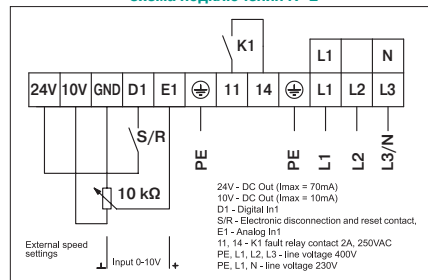 K1
L1 N
24V 10V GND D1 E1 11 14 L1 L2 L3
S/R
PE PE L1 L2 L3/N
10 kΩ
24V - DC Out (Imax = 70mA)
10V - DC Out (Imax = 10mA)
D1 - Digital In1
S/R - Electronic disconnection and reset contact,
E1 - Analog In1
11, 14 - K1 fault relay contact 2A, 250VAC
PE, L1, L2, L3 - line voltage 400V
PE, L1, N - line voltage 230V
External speed
settings
⊥ Input 0-10V +